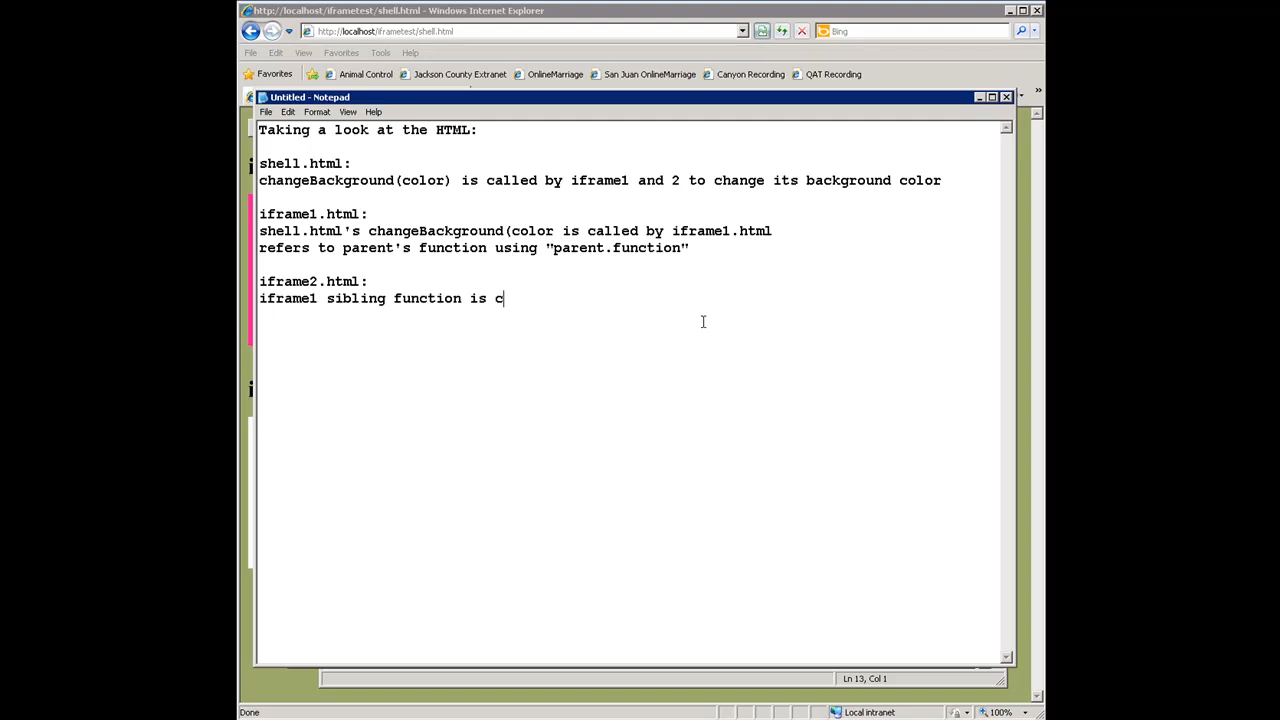 http://localhost/iframetest/shell.html - Windows Internet Explorer
http://localhost/iframetest/shell.html
Bing
File Edit View Favorites Tools Help
Favorites Animal Control Jackson County Extranet OnlineMarriage San Juan OnlineMarriage Canyon Recording QAT Recording
Untitled - Notepad
File Edit Format View Help
Taking a look at the HTML:
shell.html:
changeBackground(color) is called by iframe1 and 2 to change its background color
iframe1.html:
shell.html's changeBackground(color is called by iframe1.html
refers to parent's function using "parent.function"
iframe2.html:
iframe1 sibling function is c
Ln 13, Col 1
Done Local intranet 100%